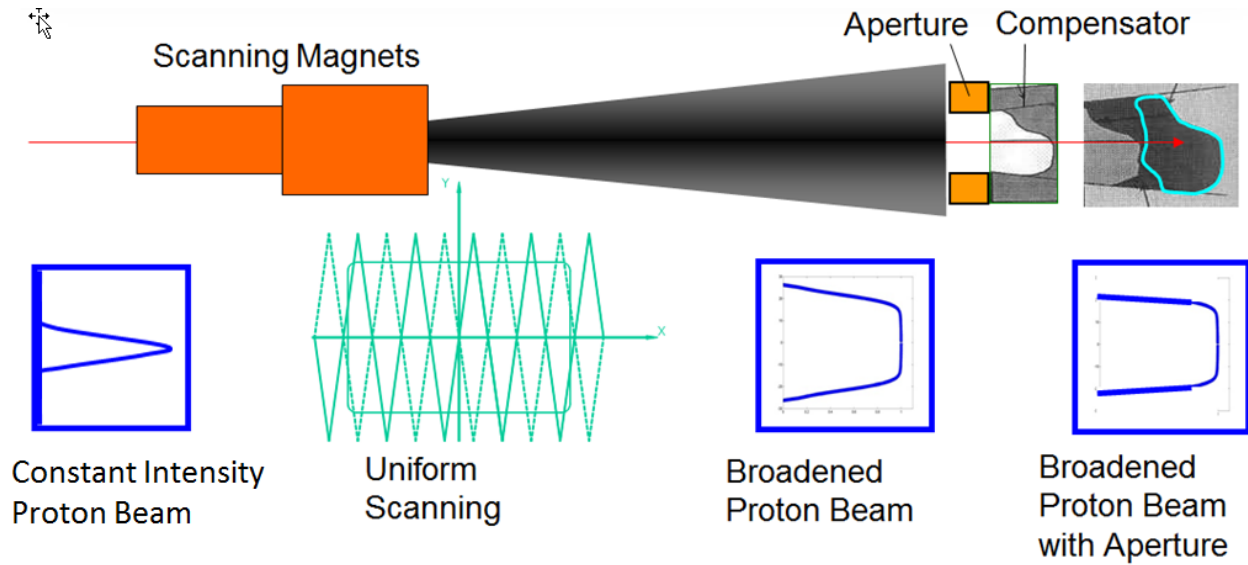 Aperture
Compensator
Scanning Magnets
Y
X
Constant Intensity
Proton Beam
Uniform
Scanning
Broadened
Proton Beam
Broadened
Proton Beam
with Aperture